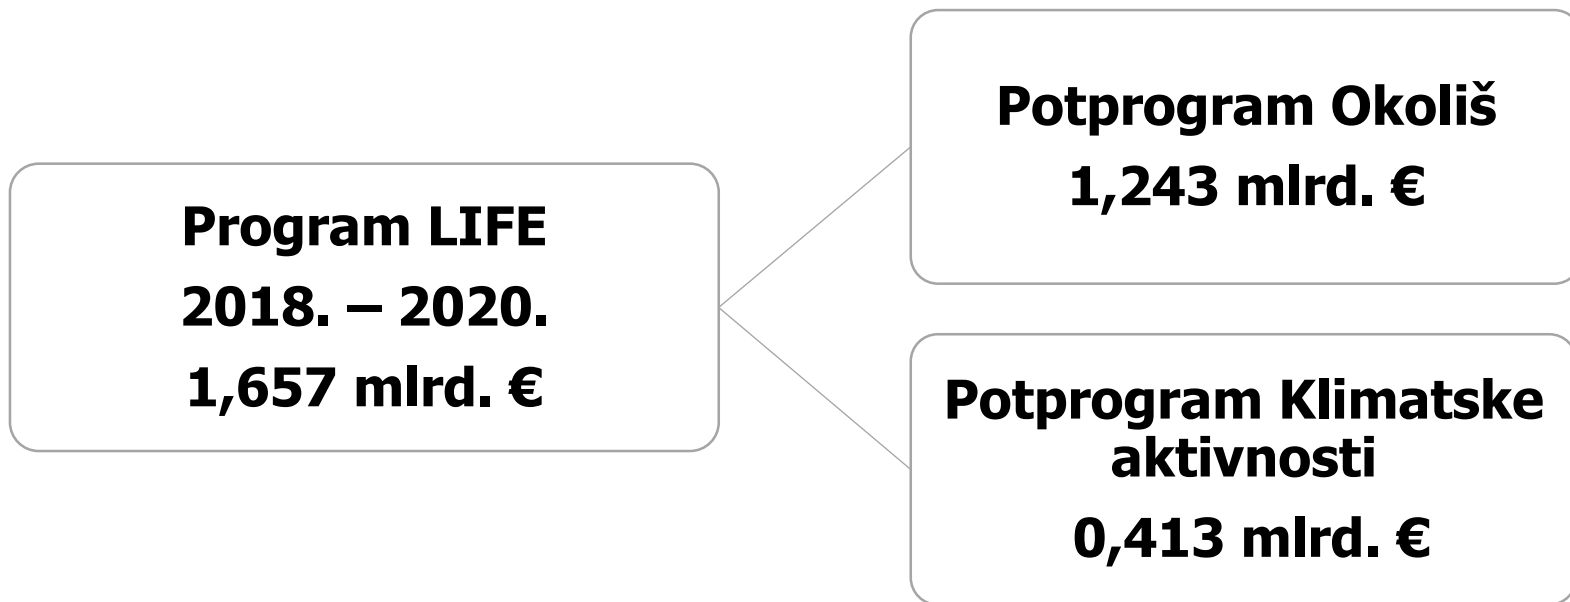 Program LIFE
2018. – 2020.
1,657 mlrd. €
Potprogram Okoliš
1,243 mlrd. €
Potprogram Klimatske
aktivnosti
0,413 mlrd. €